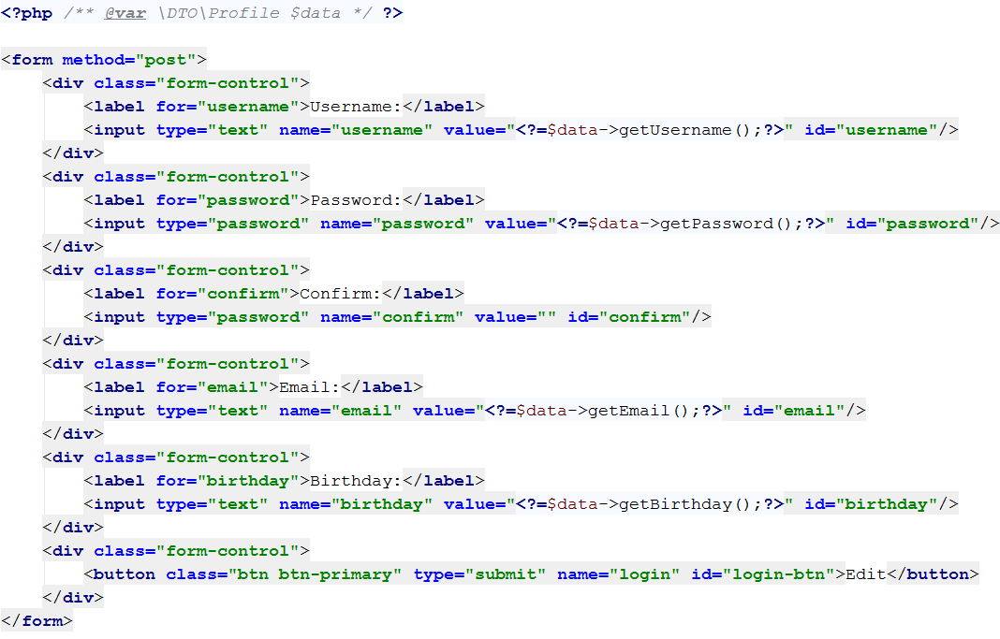 <?php /** @var \DTO\Profile $data */ ?>

<form method="post">
    <div class="form-control">
        <label for="username">Username:</label>
        <input type="text" name="username" value="<?=$data->getUsername();?>" id="username"/>
    </div>
    <div class="form-control">
        <label for="password">Password:</label>
        <input type="password" name="password" value="<?=$data->getPassword();?>" id="password"/>
    </div>
    <div class="form-control">
        <label for="confirm">Confirm:</label>
        <input type="password" name="confirm" value="" id="confirm"/>
    </div>
    <div class="form-control">
        <label for="email">Email:</label>
        <input type="text" name="email" value="<?=$data->getEmail();?>" id="email"/>
    </div>
    <div class="form-control">
        <label for="birthday">Birthday:</label>
        <input type="text" name="birthday" value="<?=$data->getBirthday();?>" id="birthday"/>
    </div>
    <div class="form-control">
        <button class="btn btn-primary" type="submit" name="login" id="login-btn">Edit</button>
    </div>
</form>